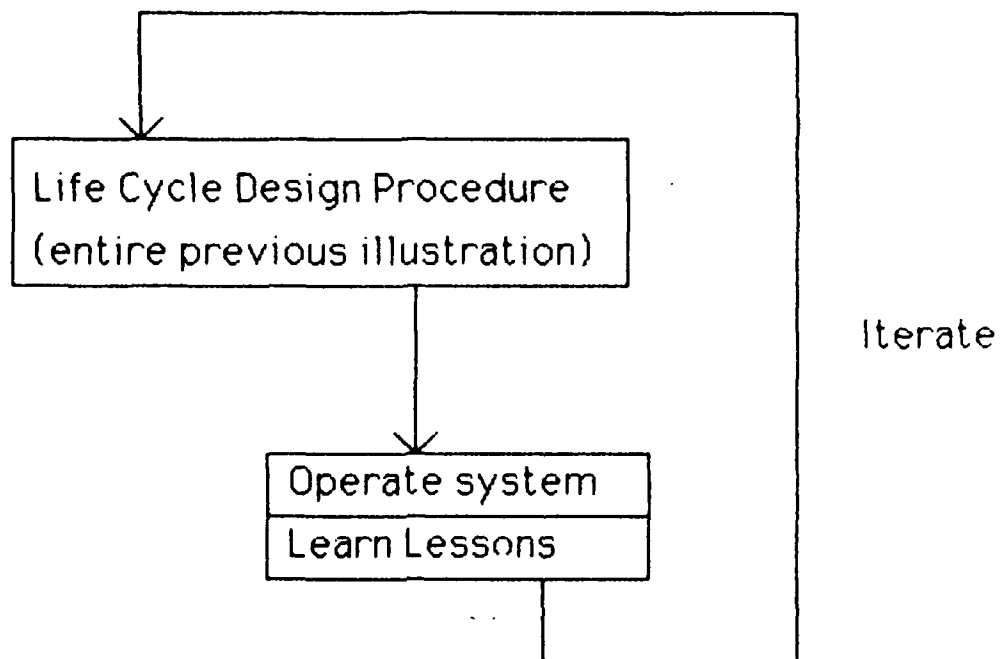 Life Cycle Design Procedure
(entire previous illustration)
Iterate
Operate system
Learn Lessons